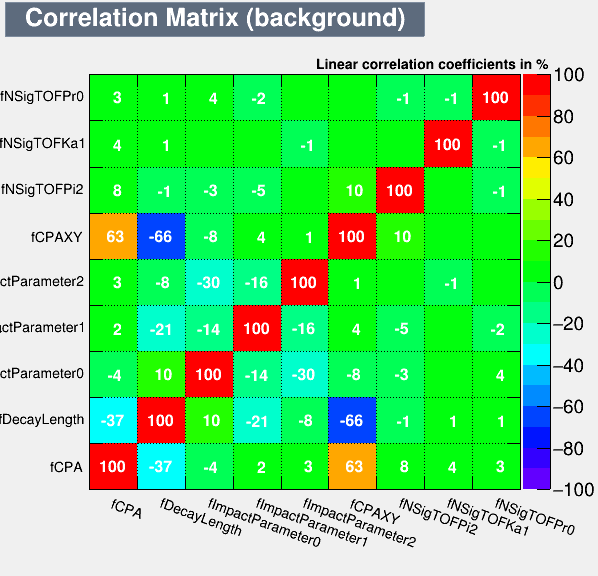 Correlation Matrix (background)
Linear correlation coefficients in %
fNSigTOFPr0 3 1 4 -2 -1 -1 100
fNSigTOFKa1 4 1 -1 100 -1
fNSigTOFPi2 8 -1 -3 -5 10 100 -1
fCPAXY 63 -66 -8 4 1 100 10
ctParameter2 3 -8 -30 -16 100 1 -1
actParameter1 2 -21 -14 100 -16 4 -5 -2
ctParameter0 -4 10 100 -14 -30 -8 -3 4
fDecayLength -37 100 10 -21 -8 -66 -1 1 1
fCPA 100 -37 -4 2 3 63 8 4 3
fCPA fDecayLength fImpactParameter0 fImpactParameter1 fImpactParameter2 fCPAXY fNSigTOFPi2 fNSigTOFKa1 fNSigTOFPr0
100
80
60
40
20
0
−20
−40
−60
−80
−100